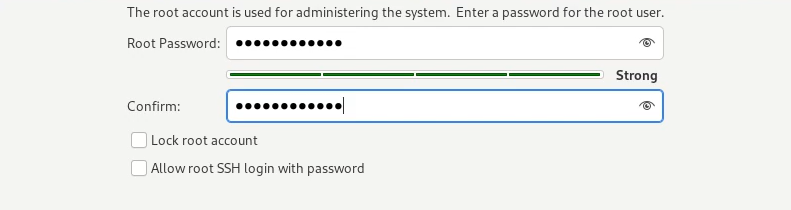 The root account is used for administering the system.  Enter a password for the root user.
Root Password: ●●●●●●●●●●●●
Strong
Confirm: ●●●●●●●●●●●●
Lock root account
Allow root SSH login with password